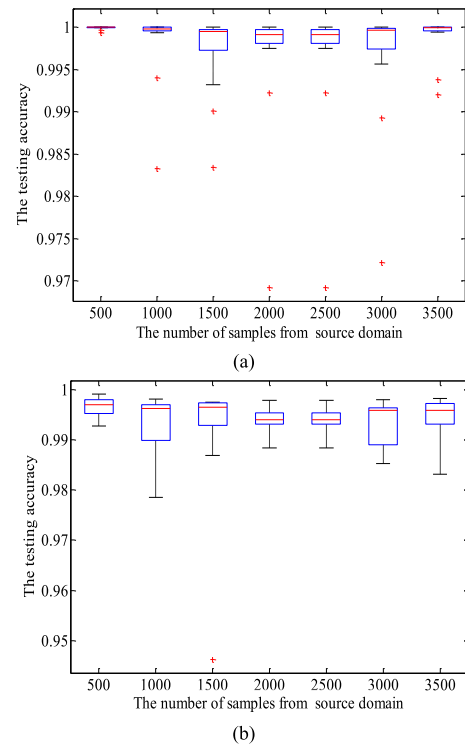 1
0.995
0.99
0.985
0.98
0.975
0.97
The testing accuracy
500 1000 1500 2000 2500 3000 3500
The number of samples from source domain
(a)
1
0.99
0.98
0.97
0.96
0.95
The testing accuracy
500 1000 1500 2000 2500 3000 3500
The number of samples from source domain
(b)